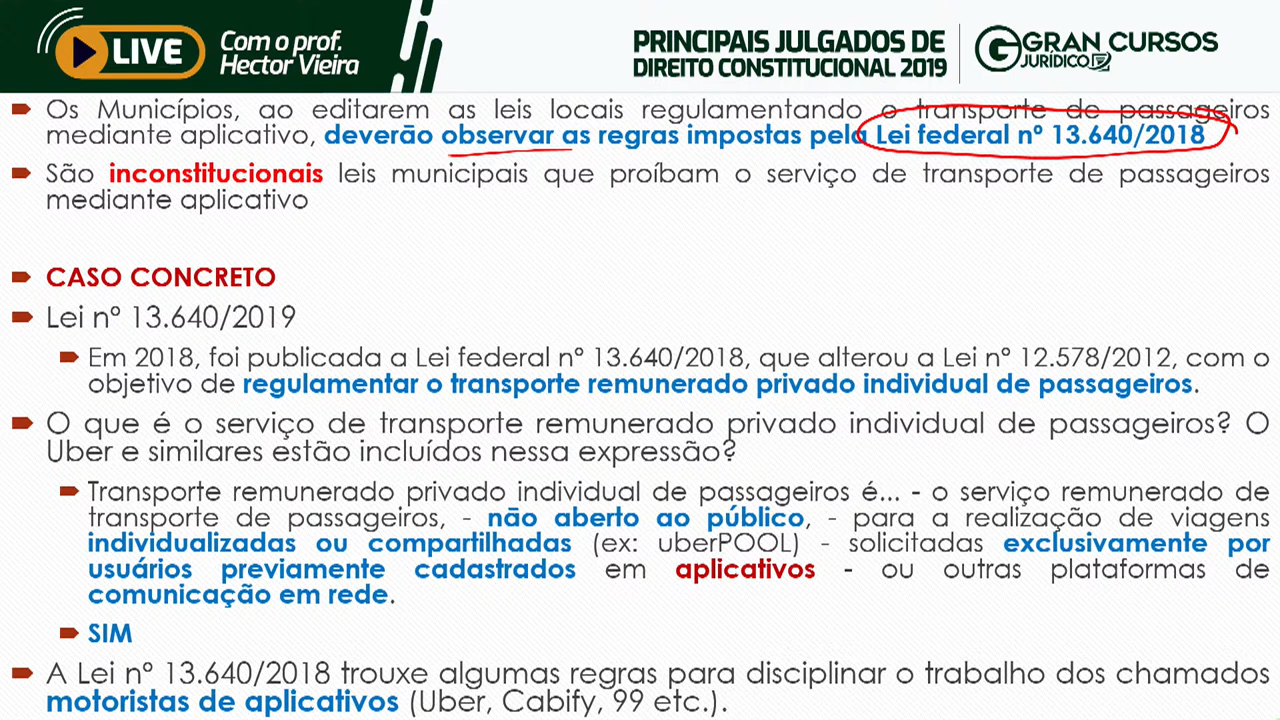 LIVE
Com o prof.
Hector Vieira
PRINCIPAIS JULGADOS DE
DIREITO CONSTITUCIONAL 2019
GRAN CURSOS
JURÍDICO
Os Municípios, ao editarem as leis locais regulamentando o transporte de passageiros
mediante aplicativo, deverão observar as regras impostas pela Lei federal nº 13.640/2018
São inconstitucionais leis municipais que proíbam o serviço de transporte de passageiros
mediante aplicativo
CASO CONCRETO
Lei nº 13.640/2019
Em 2018, foi publicada a Lei federal nº 13.640/2018, que alterou a Lei nº 12.578/2012, com o
objetivo de regulamentar o transporte remunerado privado individual de passageiros.
O que é o serviço de transporte remunerado privado individual de passageiros? O
Uber e similares estão incluídos nessa expressão?
Transporte remunerado privado individual de passageiros é... - o serviço remunerado de
transporte de passageiros, - não aberto ao público, - para a realização de viagens
individualizadas ou compartilhadas (ex: uberPOOL) - solicitadas exclusivamente por
usuários previamente cadastrados em aplicativos - ou outras plataformas de
comunicação em rede.
SIM
A Lei nº 13.640/2018 trouxe algumas regras para disciplinar o trabalho dos chamados
motoristas de aplicativos (Uber, Cabify, 99 etc.).